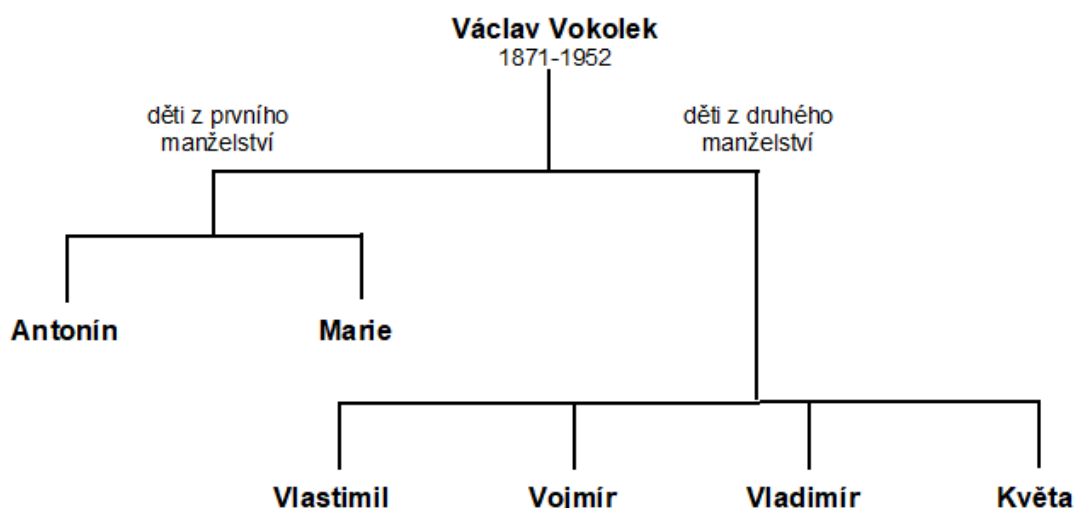 Václav Vokolek
1871-1952
děti z prvního
manželství
děti z druhého
manželství
Antonín
Marie
Vlastimil
Vojmír
Vladimír
Květa